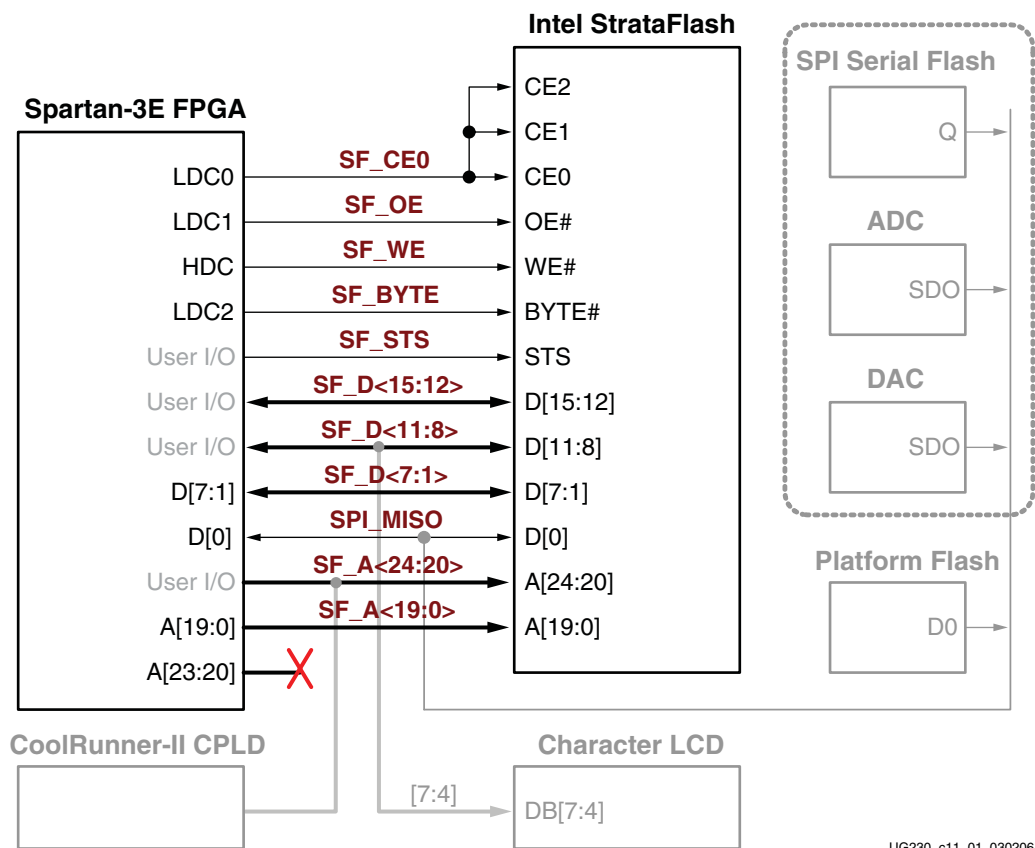 Intel StrataFlash
SPI Serial Flash
Spartan-3E FPGA
CE2
CE1
Q
LDC0 SF_CE0 CE0
LDC1 SF_OE OE#
ADC
HDC SF_WE WE#
SDO
LDC2 SF_BYTE BYTE#
User I/O SF_STS STS
DAC
User I/O SF_D<15:12> D[15:12]
User I/O SF_D<11:8> D[11:8]
SDO
D[7:1] SF_D<7:1> D[7:1]
D[0] SPI_MISO D[0]
Platform Flash
User I/O SF_A<24:20> A[24:20]
A[19:0] SF_A<19:0> A[19:0]
D0
A[23:20]
CoolRunner-II CPLD
Character LCD
[7:4]
DB[7:4]
UG230_c11_01_030206